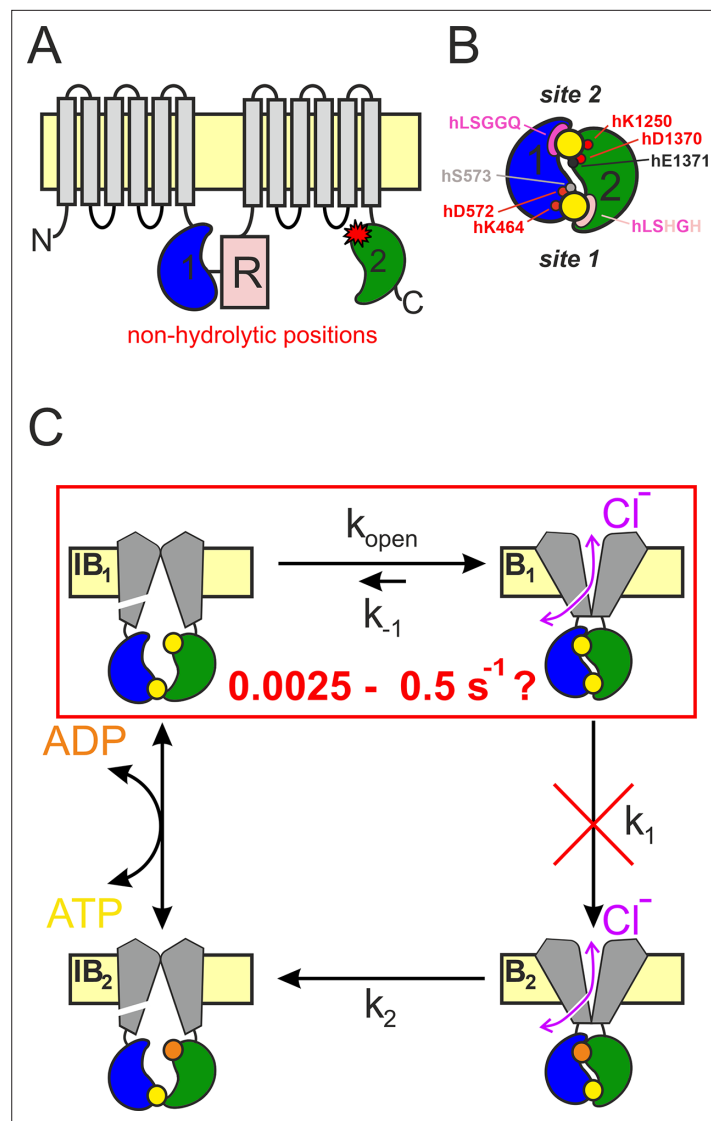 A
N
1
R
2
C
non-hydrolytic positions
B
site 2
hLSGGQ
hK1250
hD1370
hE1371
hS573
1
2
hD572
hK464
hLSHGH
site 1
C
IB1
kopen
k-1
B1
Cl-
0.0025 - 0.5 s-1 ?
ADP
ATP
k1
IB2
k2
B2
Cl-